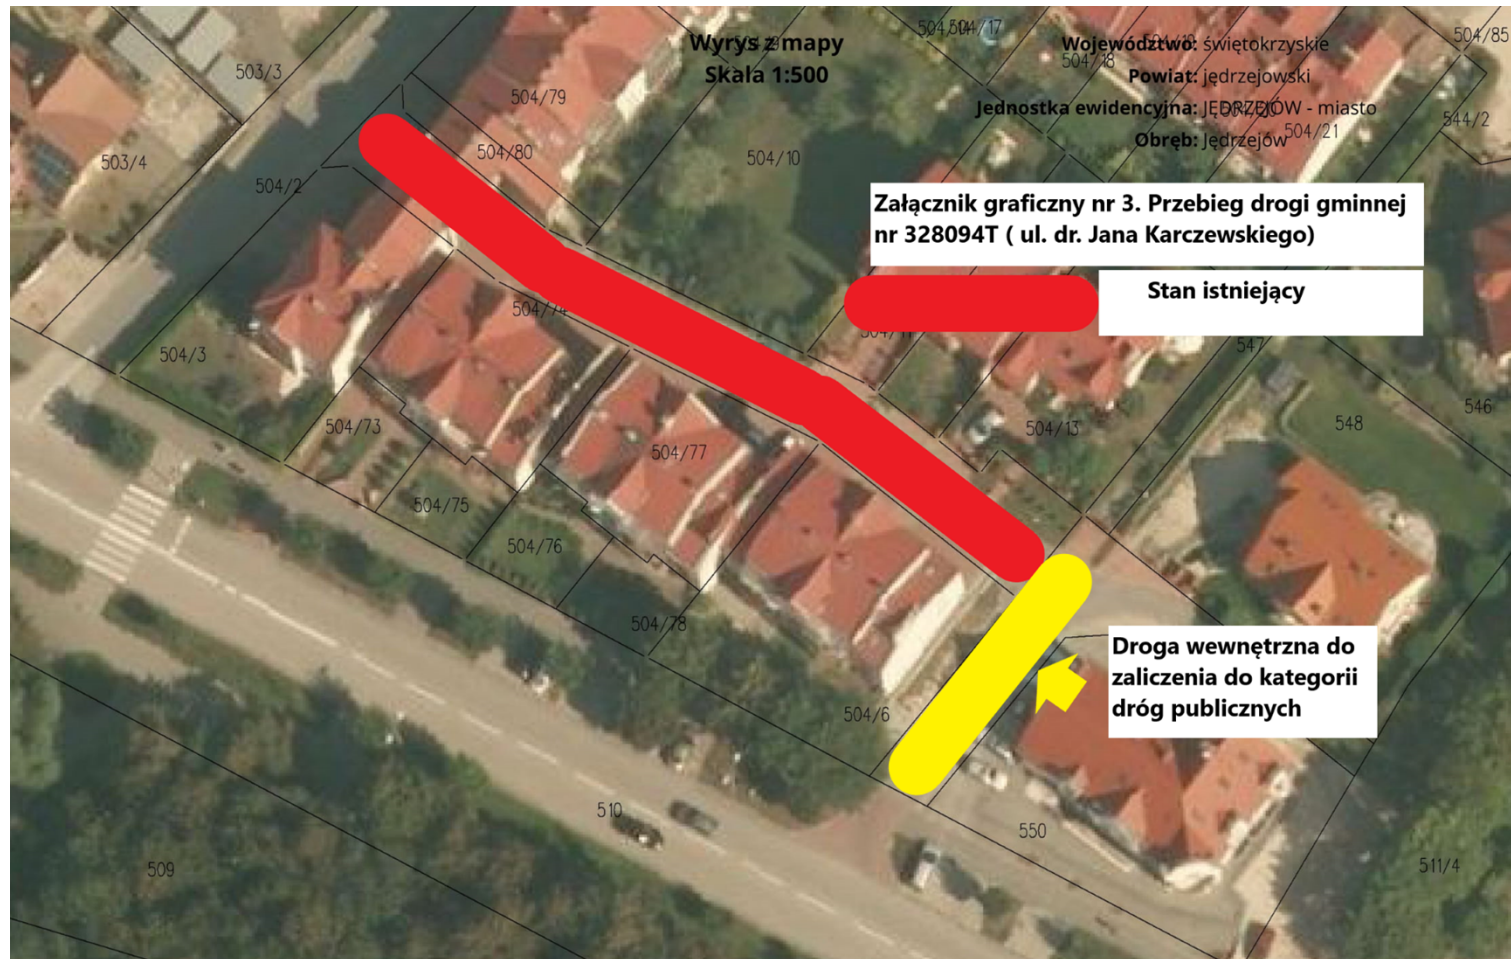 Wyrys z mapy
Skala 1:500
Województwo: świętokrzyskie
Powiat: jędrzejowski
Jednostka ewidencyjna: JĘDRZEJÓW - miasto
Obręb: Jędrzejów
504/17
504/18
504/85
503/3
504/79
544/2
504/21
503/4
504/80
504/10
504/2
Załącznik graficzny nr 3. Przebieg drogi gminnej
nr 328094T ( ul. dr. Jana Karczewskiego)
Stan istniejący
504/74
547
504/3
546
548
504/73
504/13
504/77
504/75
504/76
504/78
Droga wewnętrzna do
zaliczenia do kategorii
dróg publicznych
504/6
510
550
509
511/4